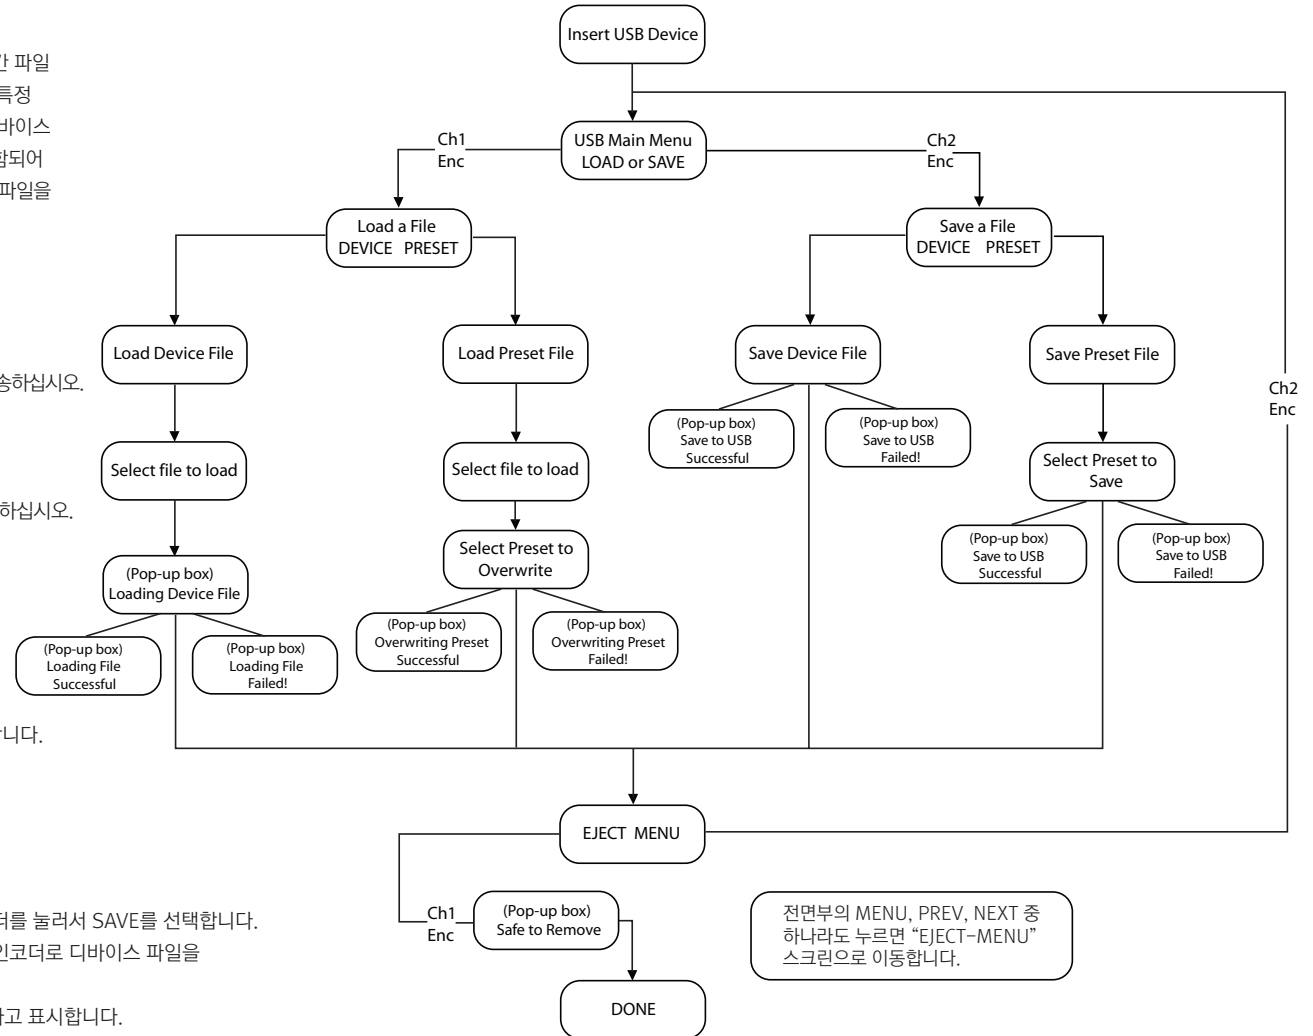 Insert USB Device
간 파일
특정
바이스
함되어
파일을
Ch1
Enc
USB Main Menu
LOAD or SAVE
Ch2
Enc
Load a File
DEVICE PRESET
Save a File
DEVICE PRESET
Load Device File
Load Preset File
Save Device File
Save Preset File
송하십시오.
Ch2
Enc
(Pop-up box)
Save to USB
Successful
(Pop-up box)
Save to USB
Failed!
Select file to load
Select file to load
Select Preset to
Save
하십시오.
(Pop-up box)
Save to USB
Successful
(Pop-up box)
Save to USB
Failed!
Select Preset to
Overwrite
(Pop-up box)
Loading Device File
(Pop-up box)
Overwriting Preset
Successful
(Pop-up box)
Overwriting Preset
Failed!
(Pop-up box)
Loading File
Successful
(Pop-up box)
Loading File
Failed!
니다.
EJECT MENU
Ch1
Enc
(Pop-up box)
Safe to Remove
전면부의 MENU, PREV, NEXT 중
하나라도 누르면 “EJECT-MENU”
스크린으로 이동합니다.
더를 눌러서 SAVE를 선택합니다.
인코더로 디바이스 파일을
DONE
라고 표시합니다.